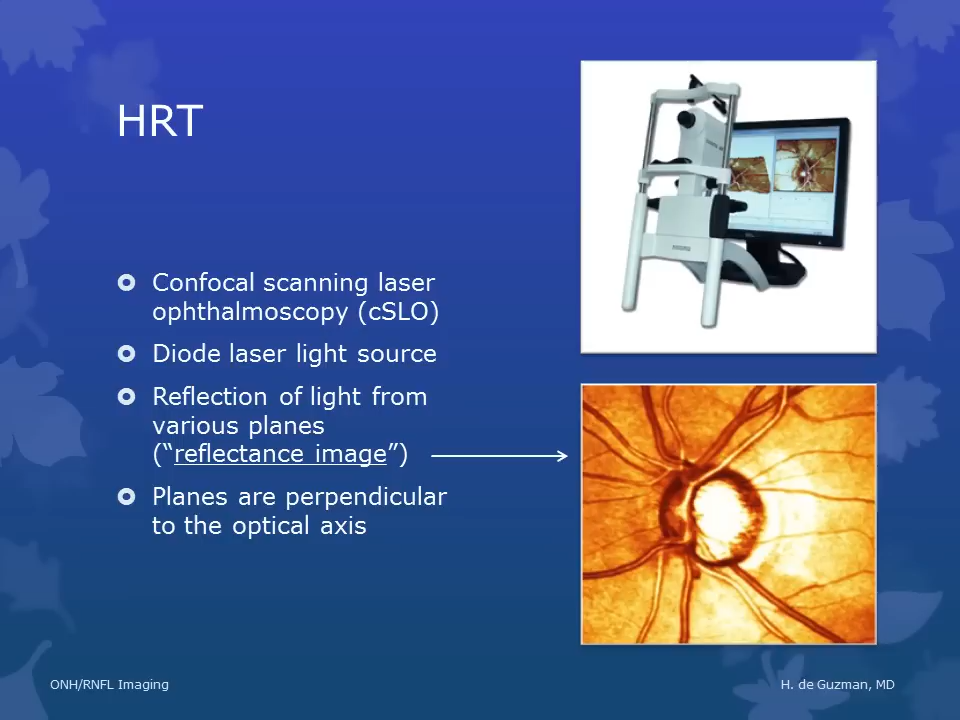 HRT
Confocal scanning laser
ophthalmoscopy (cSLO)
Diode laser light source
Reflection of light from
various planes
(“reflectance image”)
Planes are perpendicular
to the optical axis
ONH/RNFL Imaging
H. de Guzman, MD